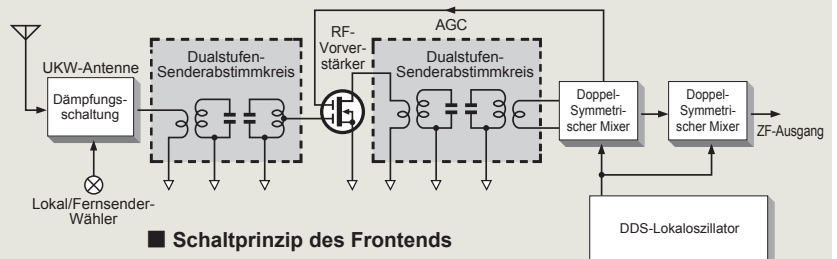 AGC
RF-
Vorver-
stärker
UKW-Antenne
Dualstufen-
Senderabstimmkreis
Dualstufen-
Senderabstimmkreis
Dämpfungs-
schaltung
Doppel-
Symmetri-
scher Mixer
Doppel-
Symmetri-
scher Mixer
ZF-Ausgang
Lokal/Fernsender-
Wähler
DDS-Lokaloszillator
■ Schaltprinzip des Frontends